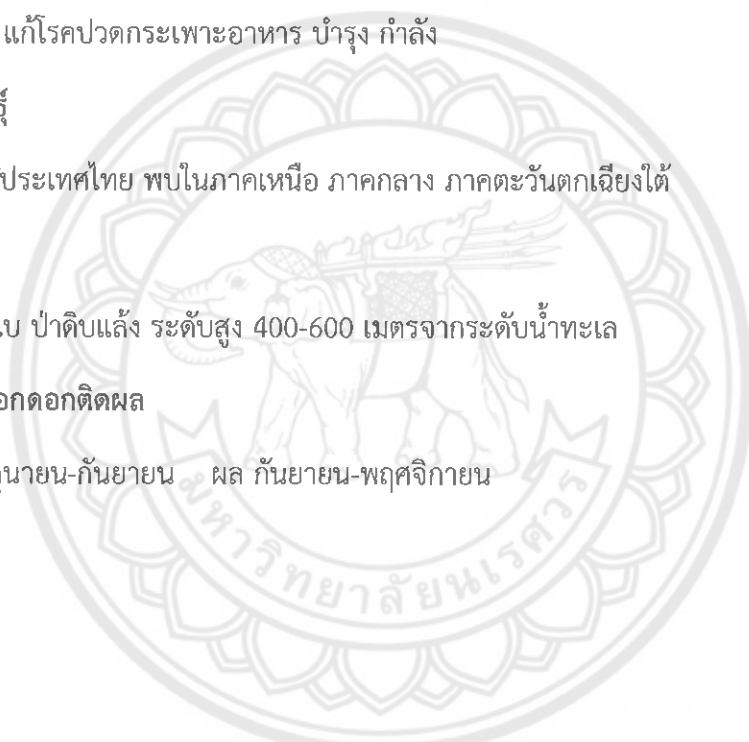 แก้โรคปวดกระเพาะอาหาร บำรุง กำลัง
ประเทศไทย พบในภาคเหนือ ภาคกลาง ภาคตะวันตกเฉียงใต้
ป่าดิบแล้ง ระดับสูง 400-600 เมตรจากระดับน้ำทะเล
อกดอกติดผล
นายน-กันยายน ผล กันยายน-พฤศจิกายน
มหาวิทยาลัยนเรศวร